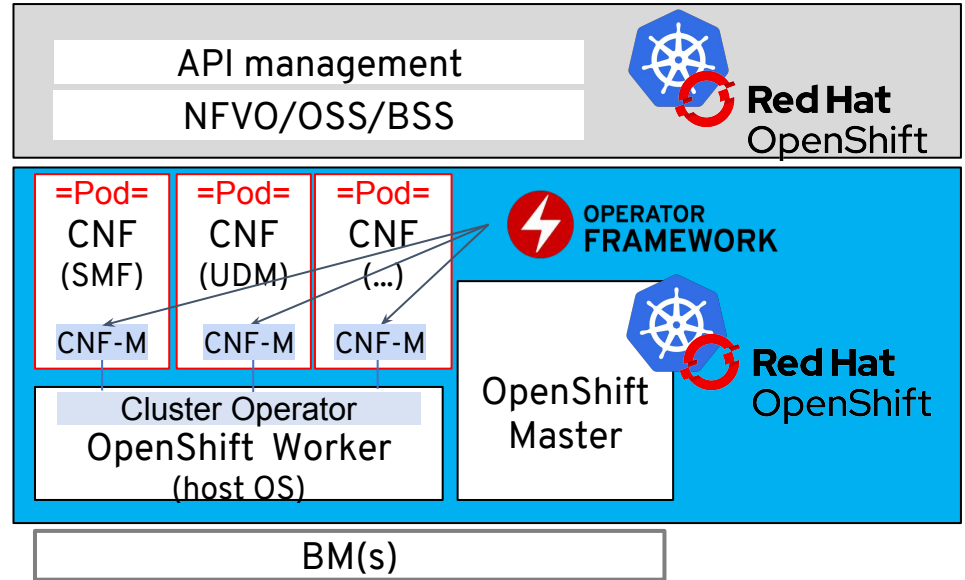 API management
NFVO/OSS/BSS
Red Hat
OpenShift
=Pod=
CNF
(SMF)
CNF-M
=Pod=
CNF
(UDM)
CNF-M
=Pod=
CNF
(...)
CNF-M
OPERATOR
FRAMEWORK
Cluster Operator
OpenShift Worker
(host OS)
OpenShift
Master
Red Hat
OpenShift
BM(s)